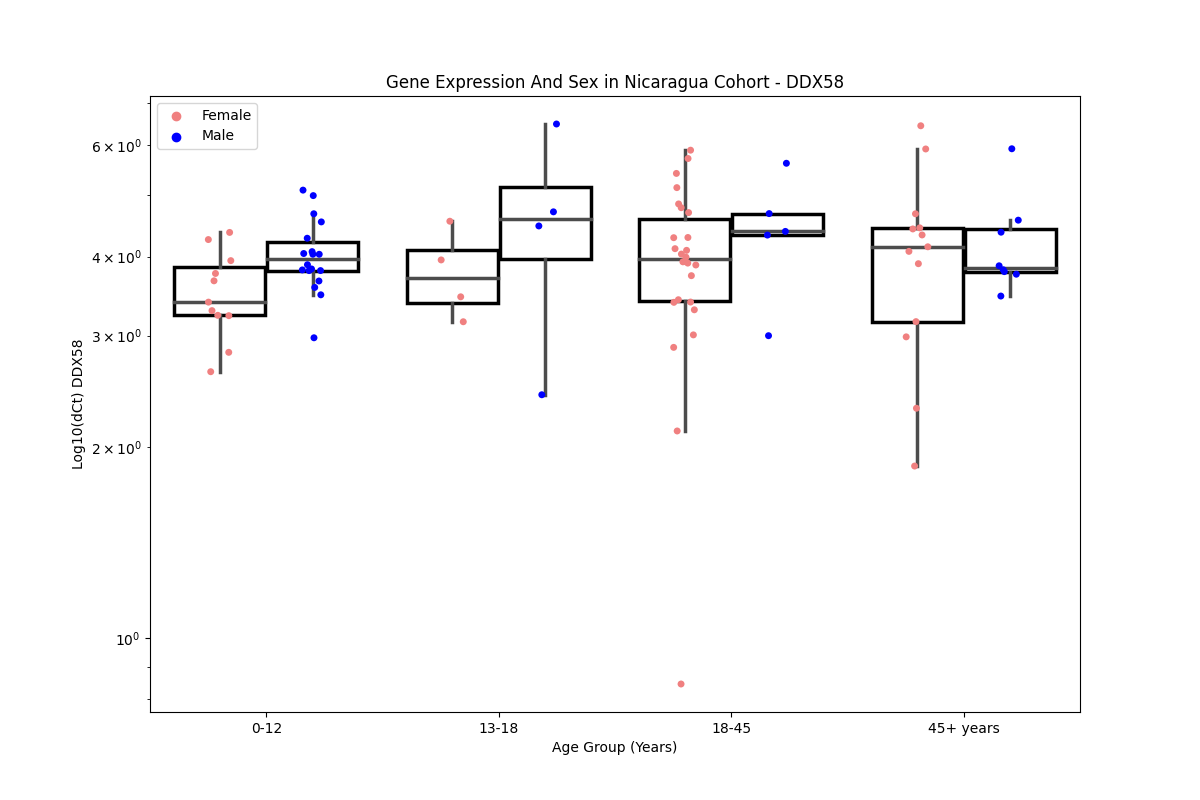 Gene Expression And Sex in Nicaragua Cohort - DDX58
Female
Male
6 × 10⁰
4 × 10⁰
3 × 10⁰
2 × 10⁰
10⁰
Log10(dCt) DDX58
0-12
13-18
18-45
45+ years
Age Group (Years)